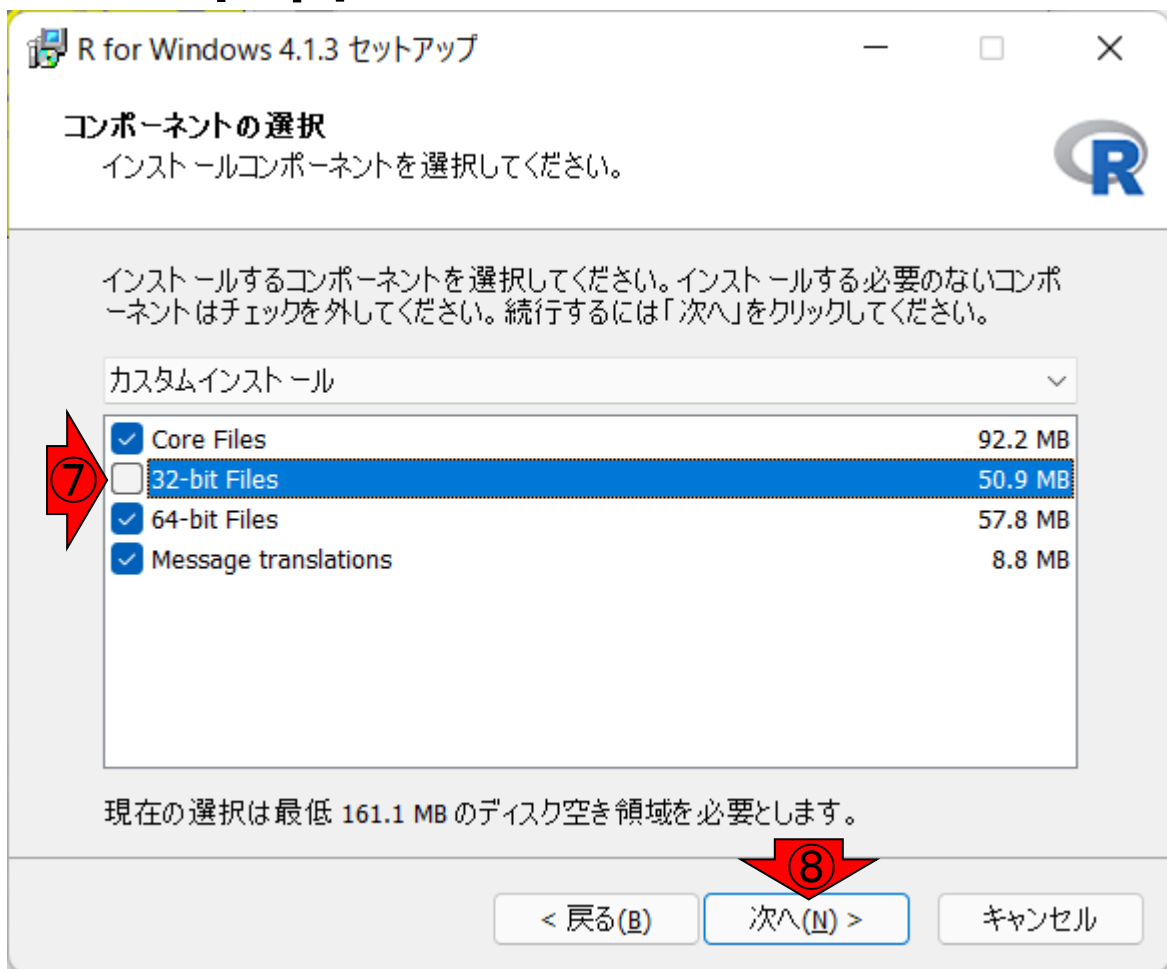 R for Windows 4.1.3 セットアップ
コンポーネントの選択
インストールコンポーネントを選択してください。
R
インストールするコンポーネントを選択してください。インストールする必要のないコンポ
ーネントはチェックを外してください。続行するには「次へ」をクリックしてください。
カスタムインストール
Core Files 92.2 MB
⑦ 32-bit Files 50.9 MB
64-bit Files 57.8 MB
Message translations 8.8 MB
現在の選択は最低 161.1 MB のディスク空き領域を必要とします。
⑧
< 戻る(B) 次へ(N) > キャンセル